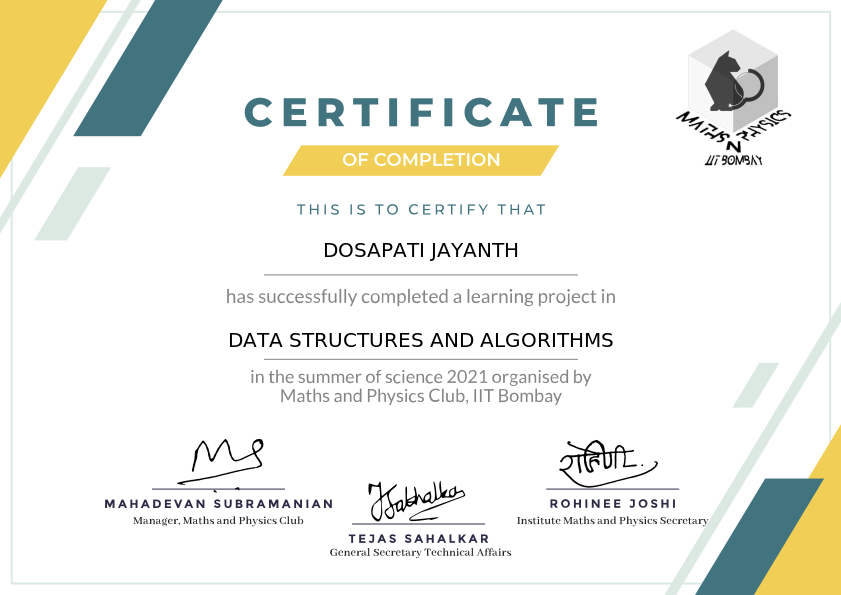 CERTIFICATE
OF COMPLETION
MATHS N PHYSICS
IIT BOMBAY
THIS IS TO CERTIFY THAT
DOSAPATI JAYANTH
has successfully completed a learning project in
DATA STRUCTURES AND ALGORITHMS
in the summer of science 2021 organised by
Maths and Physics Club, IIT Bombay
MAHADEVAN SUBRAMANIAN
Manager, Maths and Physics Club
TSahalkar
TEJAS SAHALKAR
General Secretary Technical Affairs
रोहिणी
ROHINEE JOSHI
Institute Maths and Physics Secretary